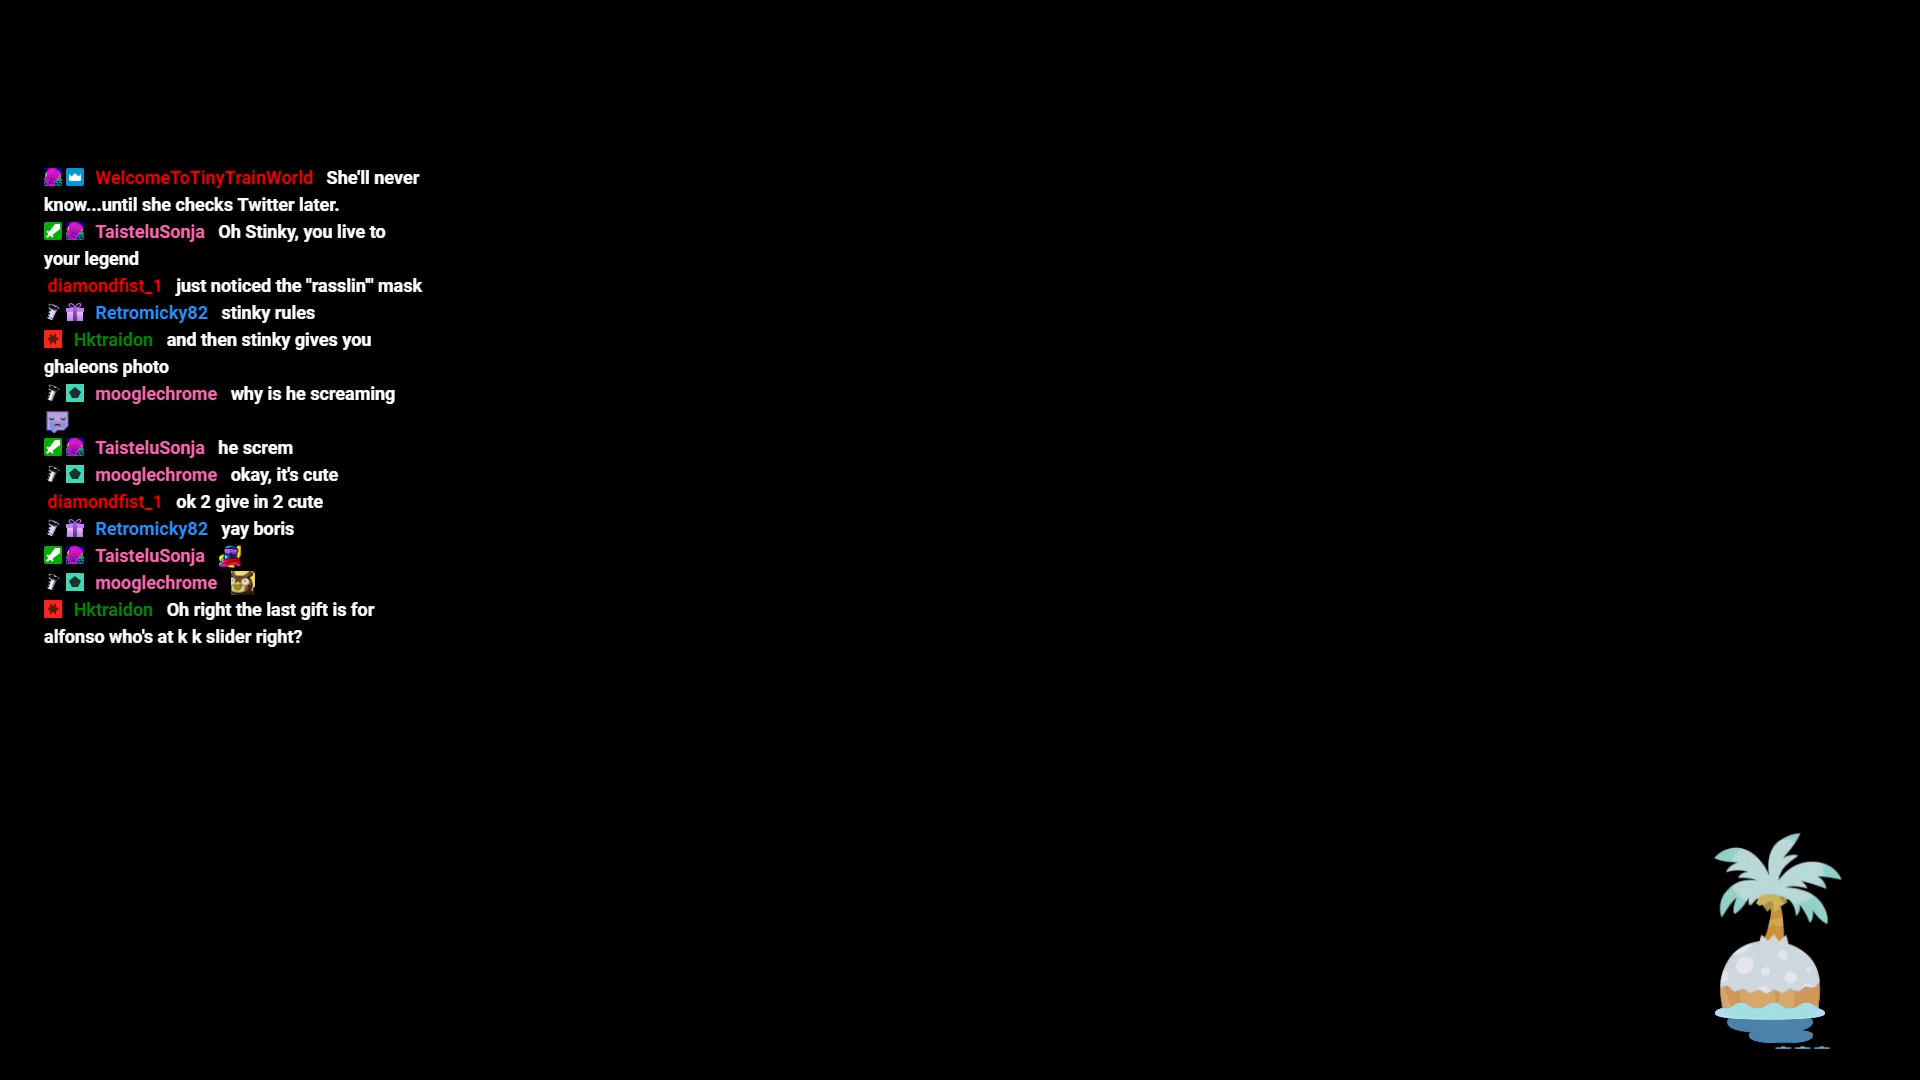 WelcomeToTinyTrainWorld She'll never
know...until she checks Twitter later.
TaisteluSonja Oh Stinky, you live to
your legend
diamondfist_1 just noticed the "rasslin'" mask
Retromicky82 stinky rules
Hktraidon and then stinky gives you
ghaleons photo
mooglechrome why is he screaming
TaisteluSonja he screm
mooglechrome okay, it's cute
diamondfist_1 ok 2 give in 2 cute
Retromicky82 yay boris
TaisteluSonja
mooglechrome
Hktraidon Oh right the last gift is for
alfonso who's at k k slider right?